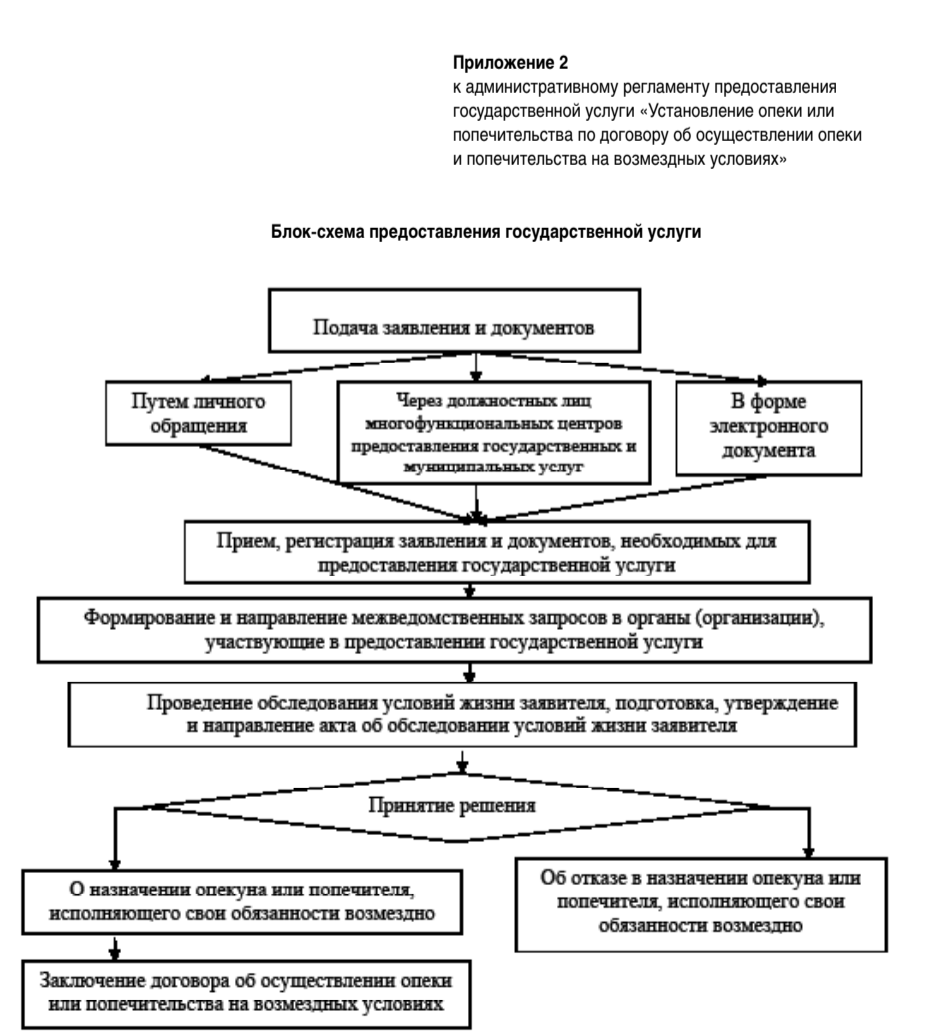 Приложение 2
к административному регламенту предоставления
государственной услуги «Установление опеки или
попечительства по договору об осуществлении опеки
и попечительства на возмездных условиях»
Блок-схема предоставления государственной услуги
Подача заявления и документов
Путем личного
обращения
Через должностных лиц
многофункциональных центров
предоставления государственных и
муниципальных услуг
В форме
электронного
документа
Прием, регистрация заявления и документов, необходимых для
предоставления государственной услуги
Формирование и направление межведомственных запросов в органы (организации),
участвующие в предоставлении государственной услуги
Проведение обследования условий жизни заявителя, подготовка, утверждение
и направление акта об обследовании условий жизни заявителя
Принятие решения
О назначении опекуна или попечителя,
исполняющего свои обязанности возмездно
Об отказе в назначении опекуна или
попечителя, исполняющего свои
обязанности возмездно
Заключение договора об осуществлении опеки
или попечительства на возмездных условиях